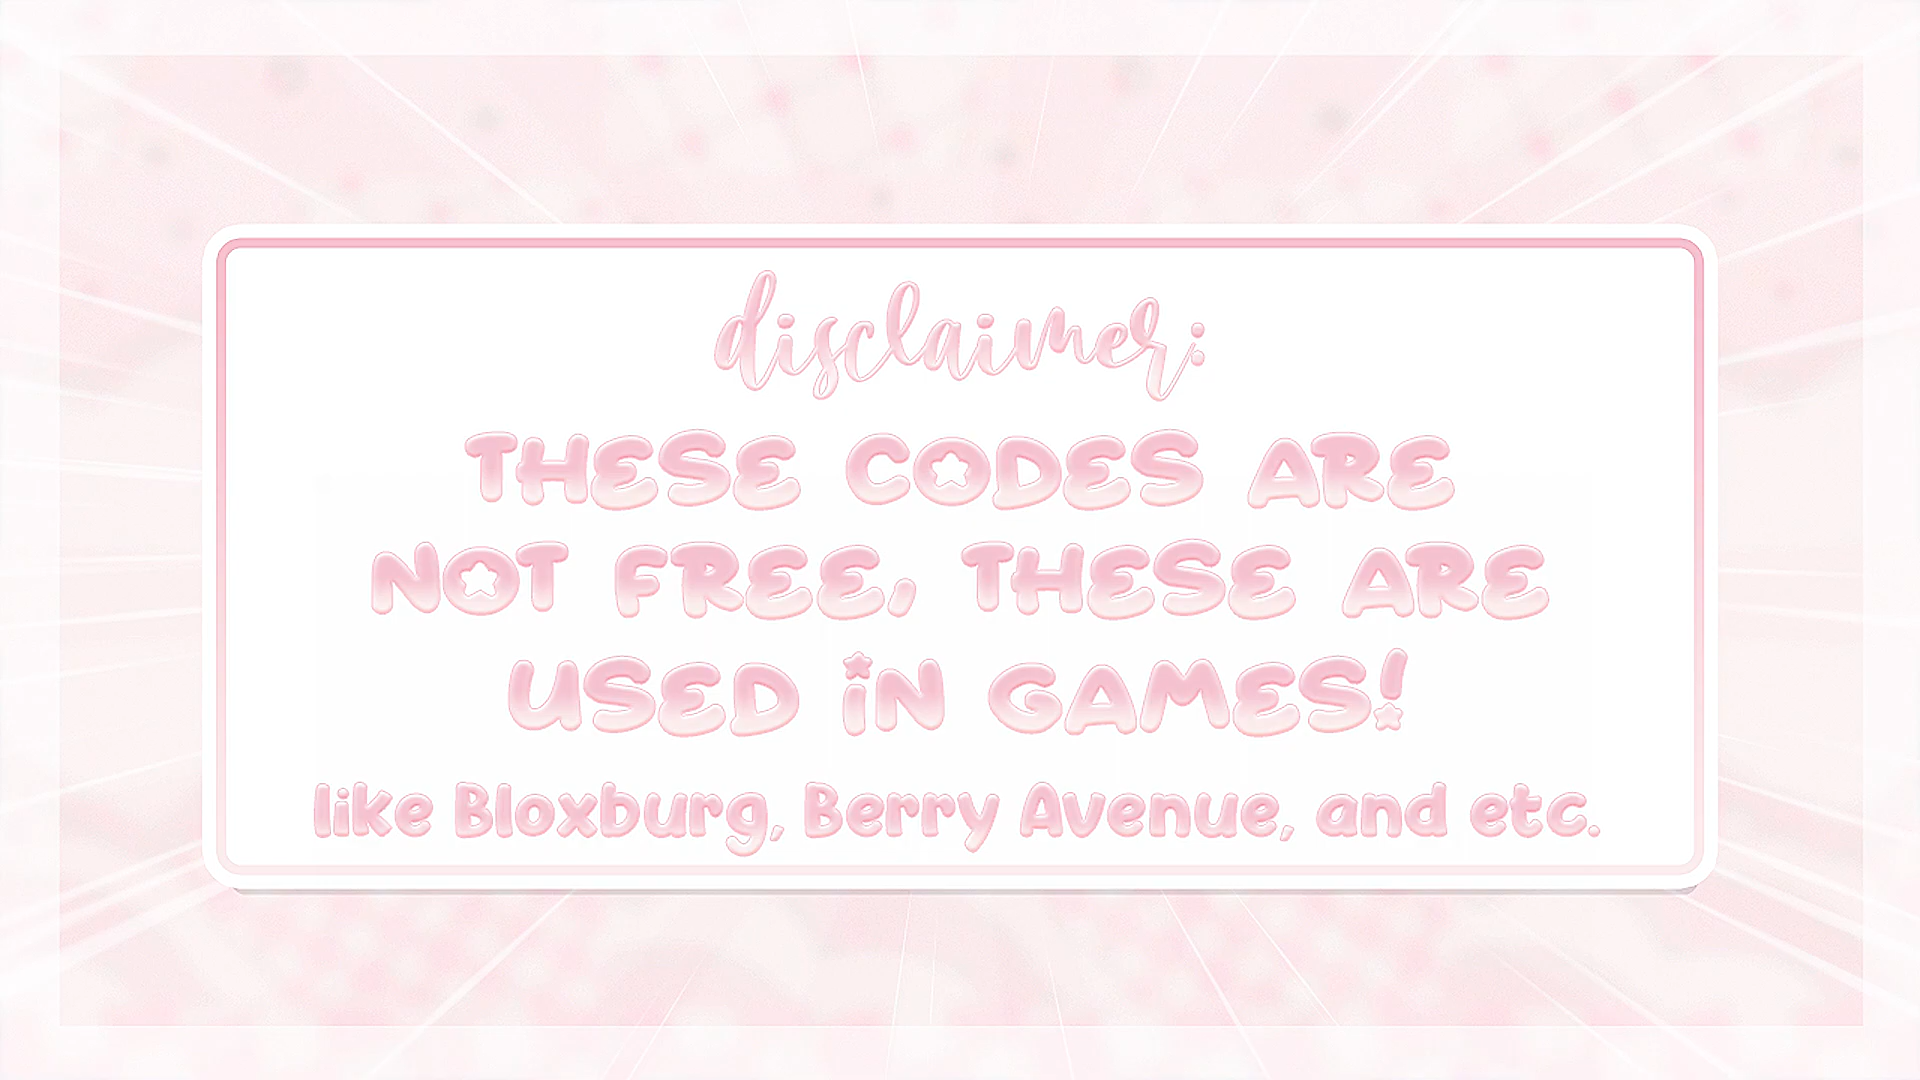 disclaimer:
THESE CODES ARE
NOT FREE, THESE ARE
USED iN GAMES!
like Bloxburg, Berry Avenue, and etc.